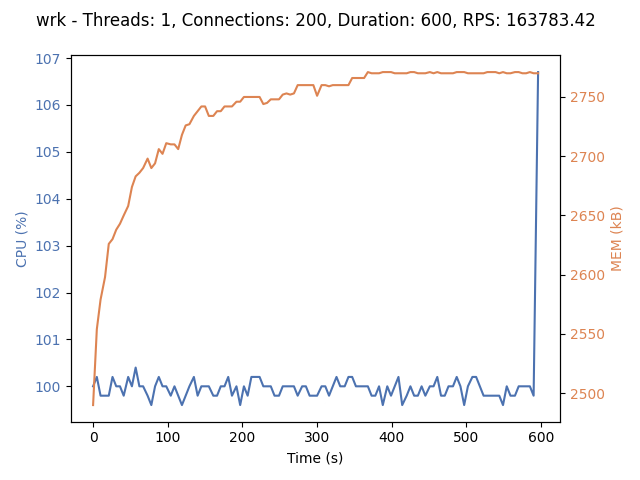 wrk - Threads: 1, Connections: 200, Duration: 600, RPS: 163783.42
107
106
105
104
103
102
101
100
CPU (%)
2750
2700
2650
2600
2550
2500
MEM (kB)
0 100 200 300 400 500 600
Time (s)